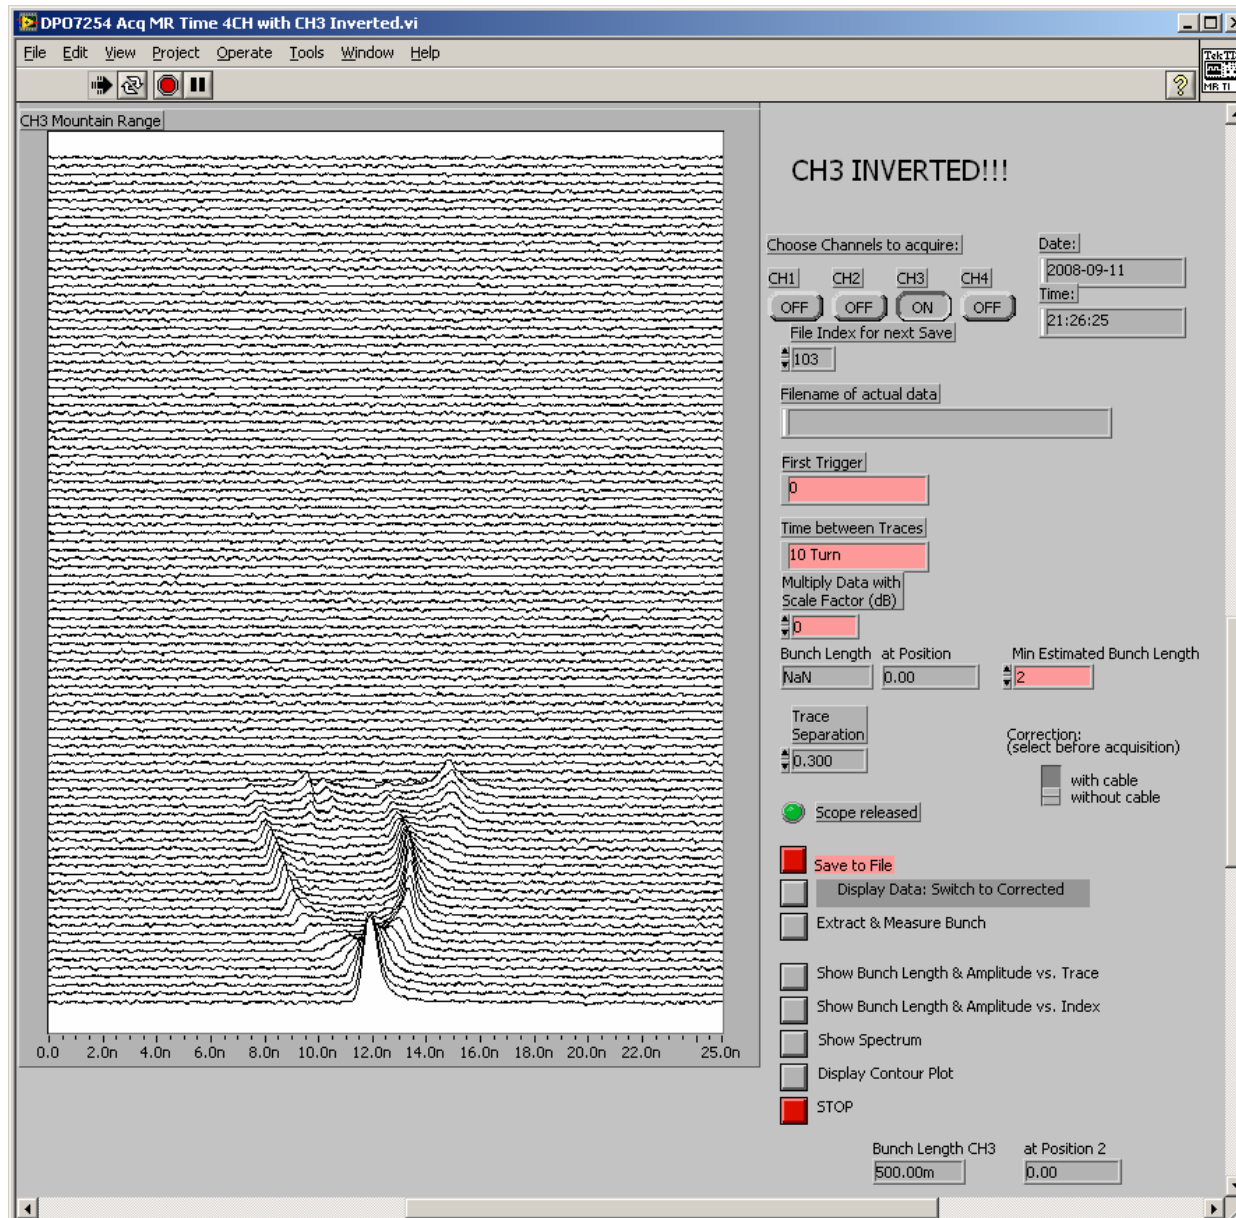 DPO7254 Acq MR Time 4CH with CH3 Inverted.vi
File Edit View Project Operate Tools Window Help
MR TI
CH3 Mountain Range
CH3 INVERTED!!!
Choose Channels to acquire:
Date:
2008-09-11
CH1 CH2 CH3 CH4
Time:
OFF OFF ON OFF
21:26:25
File Index for next Save
103
Filename of actual data
First Trigger
0
Time between Traces
10 Turn
Multiply Data with
Scale Factor (dB)
0
Bunch Length at Position Min Estimated Bunch Length
NaN 0.00 2
Trace
Separation
0.300
Correction:
(select before acquisition)
with cable
without cable
Scope released
Save to File
Display Data: Switch to Corrected
Extract & Measure Bunch
Show Bunch Length & Amplitude vs. Trace
Show Bunch Length & Amplitude vs. Index
Show Spectrum
Display Contour Plot
STOP
0.0 2.0n 4.0n 6.0n 8.0n 10.0n 12.0n 14.0n 16.0n 18.0n 20.0n 22.0n 25.0n
Bunch Length CH3 at Position 2
500.00m 0.00